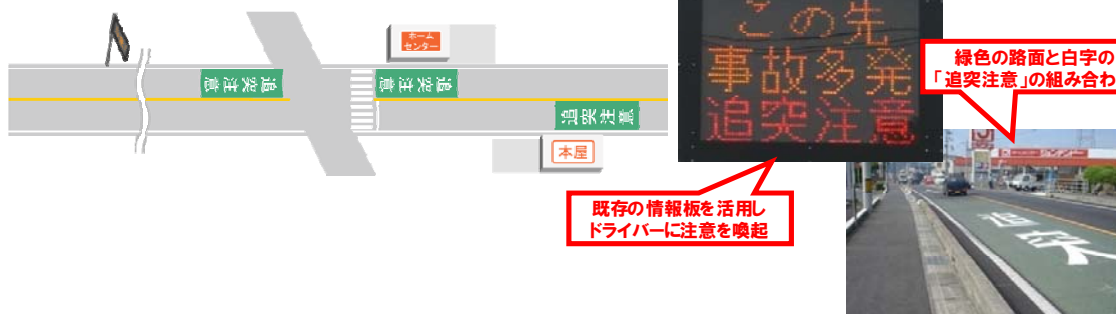 ホーム
センター
追突注意
追突注意
追突注意
本屋
この先
事故多発
追突注意
緑色の路面と白字の
「追突注意」の組み合わ
既存の情報板を活用し
ドライバーに注意を喚起